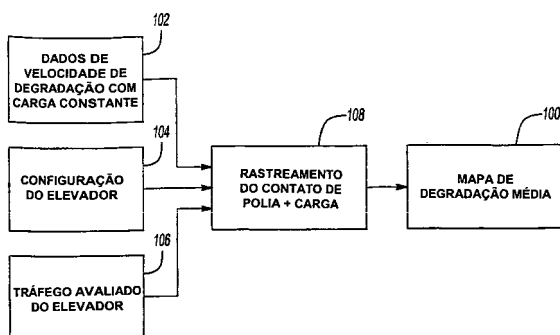 102
DADOS DE
VELOCIDADE DE
DEGRADAÇÃO COM
CARGA CONSTANTE
104
CONFIGURAÇÃO
DO ELEVADOR
106
TRÁFEGO AVALIADO
DO ELEVADOR
108
RASTREAMENTO
DO CONTATO DE
POLIA + CARGA
100
MAPA DE
DEGRADAÇÃO MÉDIA